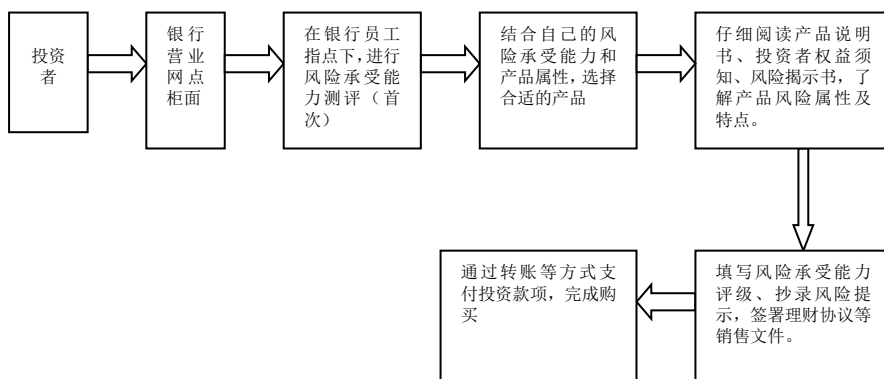 投资
者
银行
营业
网点
柜面
在银行员工
指点下，进行
风险承受能
力测评（首
次）
结合自己的风
险承受能力和
产品属性，选择
合适的产品
仔细阅读产品说明
书、投资者权益须
知、风险揭示书，了
解产品风险属性及
特点。
填写风险承受能力
评级、抄录风险提
示，签署理财协议等
销售文件。
通过转账等方式支
付投资款项，完成购
买